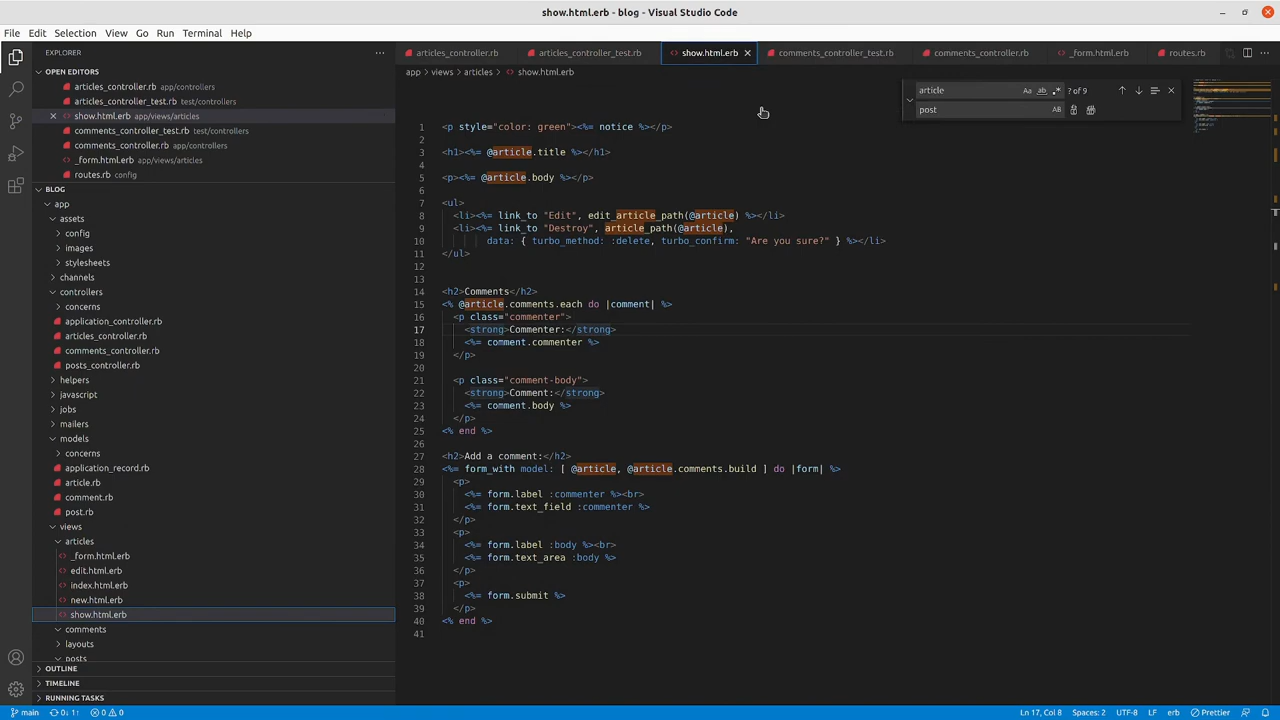 show.html.erb - blog - Visual Studio Code
File Edit Selection View Go Run Terminal Help
EXPLORER
OPEN EDITORS
articles_controller.rb app/controllers
articles_controller_test.rb test/controllers
show.html.erb app/views/articles
comments_controller_test.rb test/controllers
comments_controller.rb app/controllers
_form.html.erb app/views/articles
routes.rb config
BLOG
app
assets
config
images
stylesheets
channels
controllers
concerns
application_controller.rb
articles_controller.rb
comments_controller.rb
posts_controller.rb
helpers
javascript
jobs
mailers
models
concerns
application_record.rb
article.rb
comment.rb
post.rb
views
articles
_form.html.erb
edit.html.erb
index.html.erb
new.html.erb
show.html.erb
comments
layouts
posts
OUTLINE
TIMELINE
RUNNING TASKS
articles_controller.rb articles_controller_test.rb show.html.erb comments_controller_test.rb comments_controller.rb _form.html.erb routes.rb
app > views > articles > show.html.erb
article Aa ab .* ? of 9
post AB
1 <p style="color: green"><%= notice %></p>
2
3 <h1><%= @article.title %></h1>
4
5 <p><%= @article.body %></p>
6
7 <ul>
8 <li><%= link_to "Edit", edit_article_path(@article) %></li>
9 <li><%= link_to "Destroy", article_path(@article),
10 data: { turbo_method: :delete, turbo_confirm: "Are you sure?" } %></li>
11 </ul>
12
13
14 <h2>Comments</h2>
15 <% @article.comments.each do |comment| %>
16 <p class="commenter">
17 <strong>Commenter:</strong>
18 <%= comment.commenter %>
19 </p>
20
21 <p class="comment-body">
22 <strong>Comment:</strong>
23 <%= comment.body %>
24 </p>
25 <% end %>
26
27 <h2>Add a comment:</h2>
28 <%= form_with model: [ @article, @article.comments.build ] do |form| %>
29 <p>
30 <%= form.label :commenter %><br>
31 <%= form.text_field :commenter %>
32 </p>
33 <p>
34 <%= form.label :body %><br>
35 <%= form.text_area :body %>
36 </p>
37 <p>
38 <%= form.submit %>
39 </p>
40 <% end %>
41
main 0↓ 1↑ 0 0 Ln 17, Col 8 Spaces: 2 UTF-8 LF erb Prettier